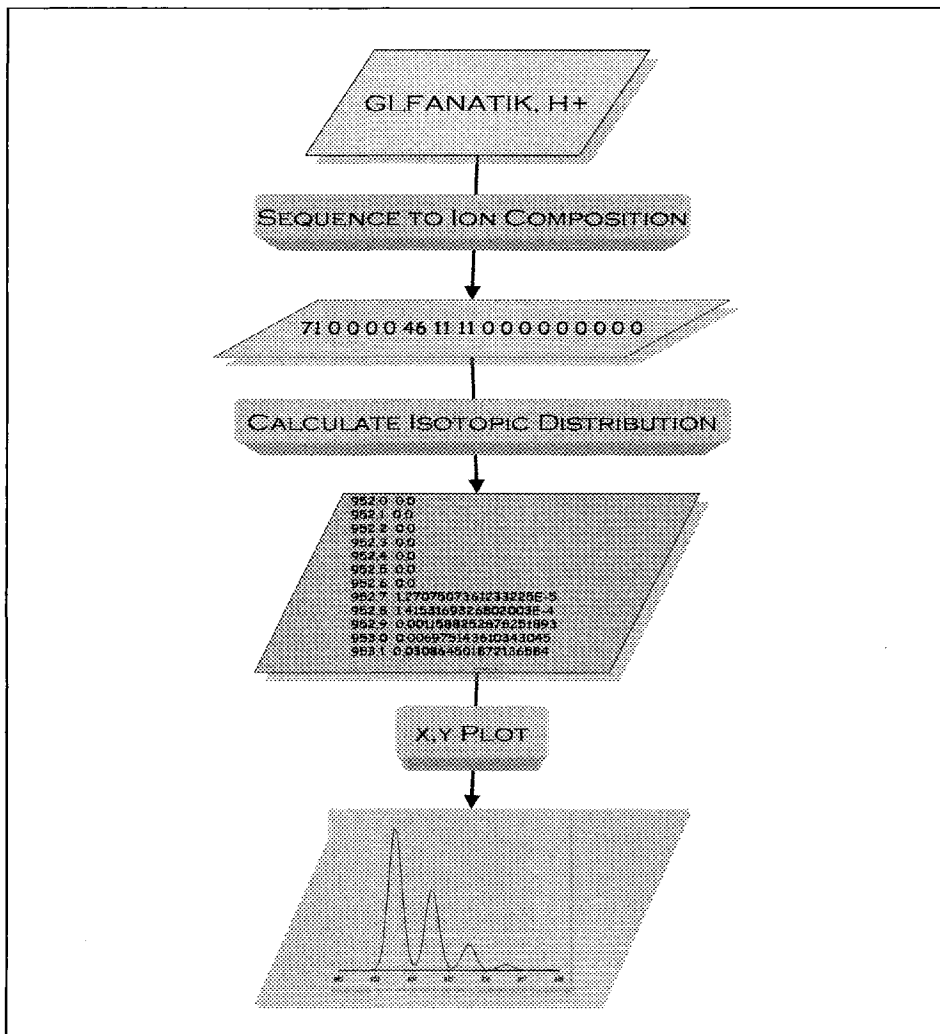 GLFANATIK, H+
SEQUENCE TO ION COMPOSITION
71 0 0 0 0 46 11 11 0 0 0 0 0 0 0 0 0 0
CALCULATE ISOTOPIC DISTRIBUTION
952.0 0.0
952.1 0.0
952.2 0.0
952.3 0.0
952.4 0.0
952.5 0.0
952.6 0.0
952.7 1.2707507361233225E-5
952.8 1.4153169326802003E-4
952.9 0.0011588252678251893
953.0 0.006975143610343045
953.1 0.030864501872136584
X,Y PLOT